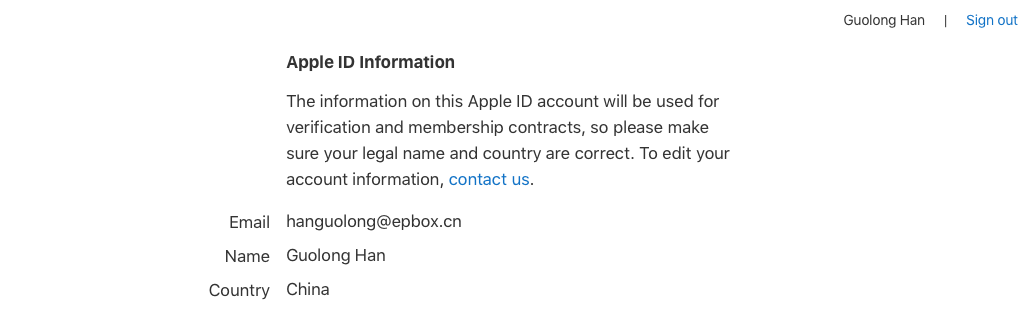 Guolong Han | Sign out
Apple ID Information
The information on this Apple ID account will be used for
verification and membership contracts, so please make
sure your legal name and country are correct. To edit your
account information, contact us.
Email hanguolong@epbox.cn
Name Guolong Han
Country China